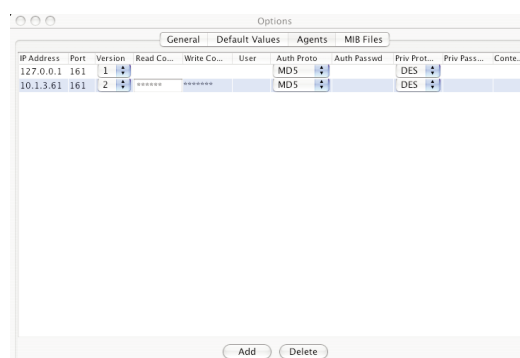 Options
General Default Values Agents MIB Files
IP Address Port Version Read Co... Write Co... User Auth Proto Auth Passwd Priv Prot... Priv Pass... Conte...
127.0.0.1 161 1 MD5 DES
10.1.3.61 161 2 ****** ******* MD5 DES
Add Delete